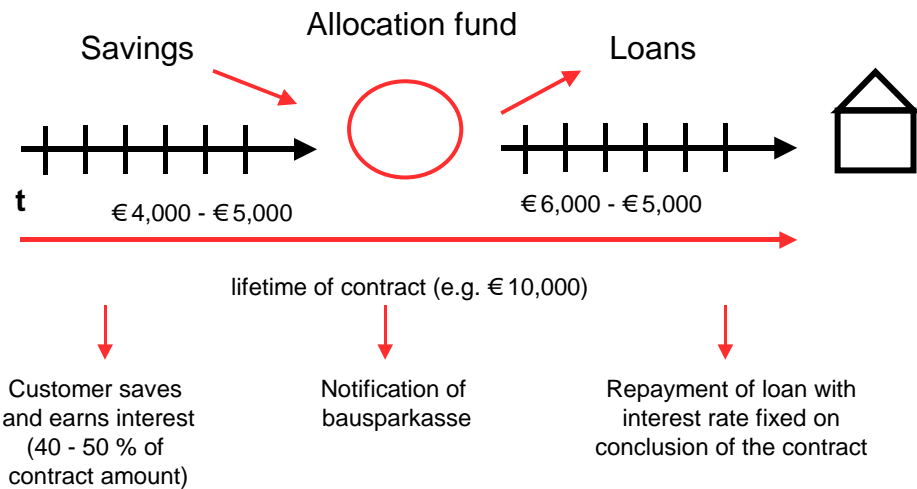 Allocation fund
Savings
Loans
t
€ 4,000 - € 5,000
€ 6,000 - € 5,000
lifetime of contract (e.g. € 10,000)
Customer saves
and earns interest
(40 - 50 % of
contract amount)
Notification of
bausparkasse
Repayment of loan with
interest rate fixed on
conclusion of the contract